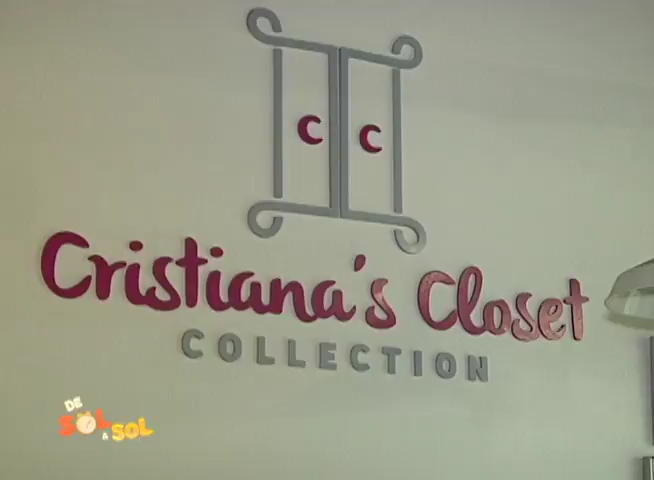 C C
Cristiana's Closet
COLLECTION
DE
SOL
A SOL